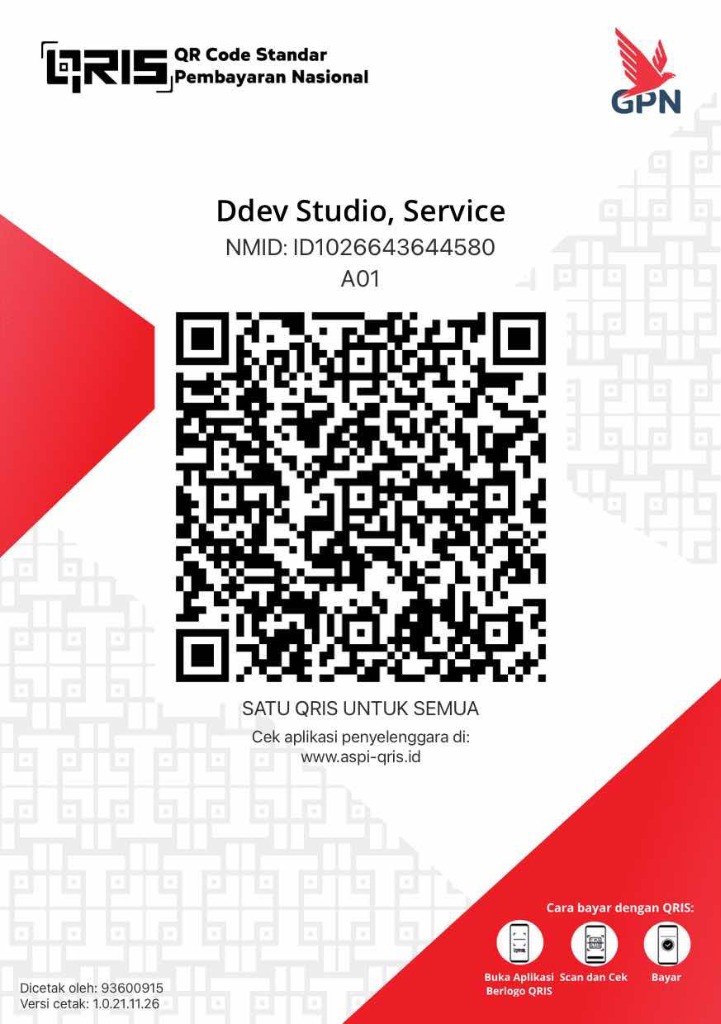 QRIS
QR Code Standar
Pembayaran Nasional
GPN
Ddev Studio, Service
NMID: ID1026643644580
A01
SATU QRIS UNTUK SEMUA
Cek aplikasi penyelenggara di:
www.aspi-qris.id
Cara bayar dengan QRIS:
Buka Aplikasi
Berlogo QRIS
Scan dan Cek
Bayar
Dicetak oleh: 93600915
Versi cetak: 1.0.21.11.26